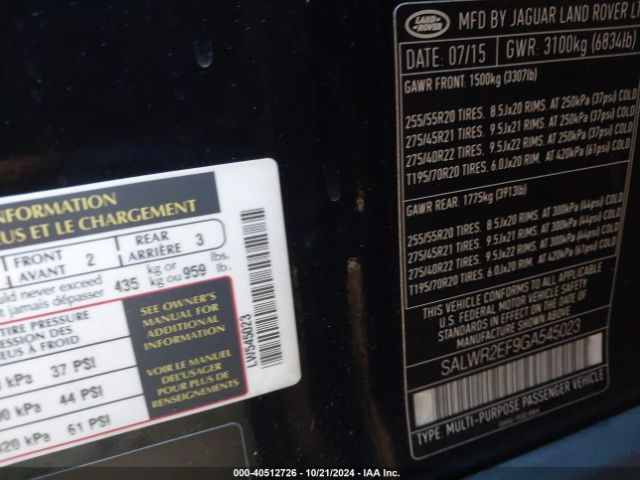 INFORMATION
EUS ET LE CHARGEMENT
FRONT
AVANT 2 REAR
ARRIÈRE 3
uld never exceed
t jamais dépasser 435 kg or
kg ou 959 lbs.
lb.
TIRE PRESSURE
RESSION DES
NEUS À FROID
kPa 37 PSI
kPa 44 PSI
420 kPa 61 PSI
SEE OWNER'S
MANUAL FOR
ADDITIONAL
INFORMATION
VOIR LE MANUEL
DE L'USAGER
POUR PLUS DE
RENSEIGNEMENTS
LW545023
LAND
ROVER
MFD BY JAGUAR LAND ROVER
DATE: 07/15 GWR: 3100kg (6834lb)
GAWR FRONT: 1500kg (3307lb)
255/55R20 TIRES, 8.5Jx20 RIMS, AT 250kPa (37psi) COLD
275/45R21 TIRES, 9.5Jx21 RIMS, AT 250kPa (37psi) COLD
275/40R22 TIRES, 9.5Jx22 RIMS, AT 250kPa (37psi) COLD
T195/70R20 TIRES, 6.0Jx20 RIM, AT 420kPa (61psi) COLD
GAWR REAR: 1775kg (3913lb)
255/55R20 TIRES, 8.5Jx20 RIMS, AT 300kPa (44psi) COLD
275/45R21 TIRES, 9.5Jx21 RIMS, AT 300kPa (44psi) COLD
275/40R22 TIRES, 9.5Jx22 RIMS, AT 300kPa (44psi) COLD
T195/70R20 TIRES, 6.0Jx20 RIM, AT 420kPa (61psi) COLD
THIS VEHICLE CONFORMS TO ALL APPLICABLE
U.S. FEDERAL MOTOR VEHICLE SAFETY
STANDARDS IN EFFECT ON THE DATE OF
MANUFACTURE SHOWN ABOVE.
SALWR2EF9GA545023
TYPE: MULTI-PURPOSE PASSENGER VEHICLE
000-40512726 - 10/21/2024 - IAA Inc.